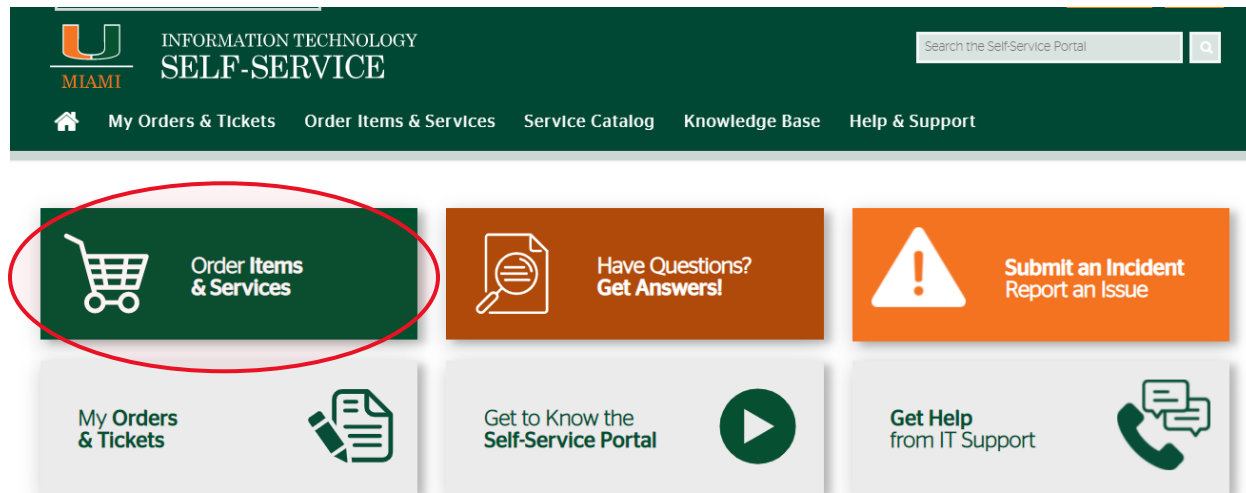 INFORMATION TECHNOLOGY
SELF-SERVICE
MIAMI
Search the Self-Service Portal
My Orders & Tickets Order Items & Services Service Catalog Knowledge Base Help & Support
Order Items
& Services
Have Questions?
Get Answers!
Submit an Incident
Report an Issue
My Orders
& Tickets
Get to Know the
Self-Service Portal
Get Help
from IT Support